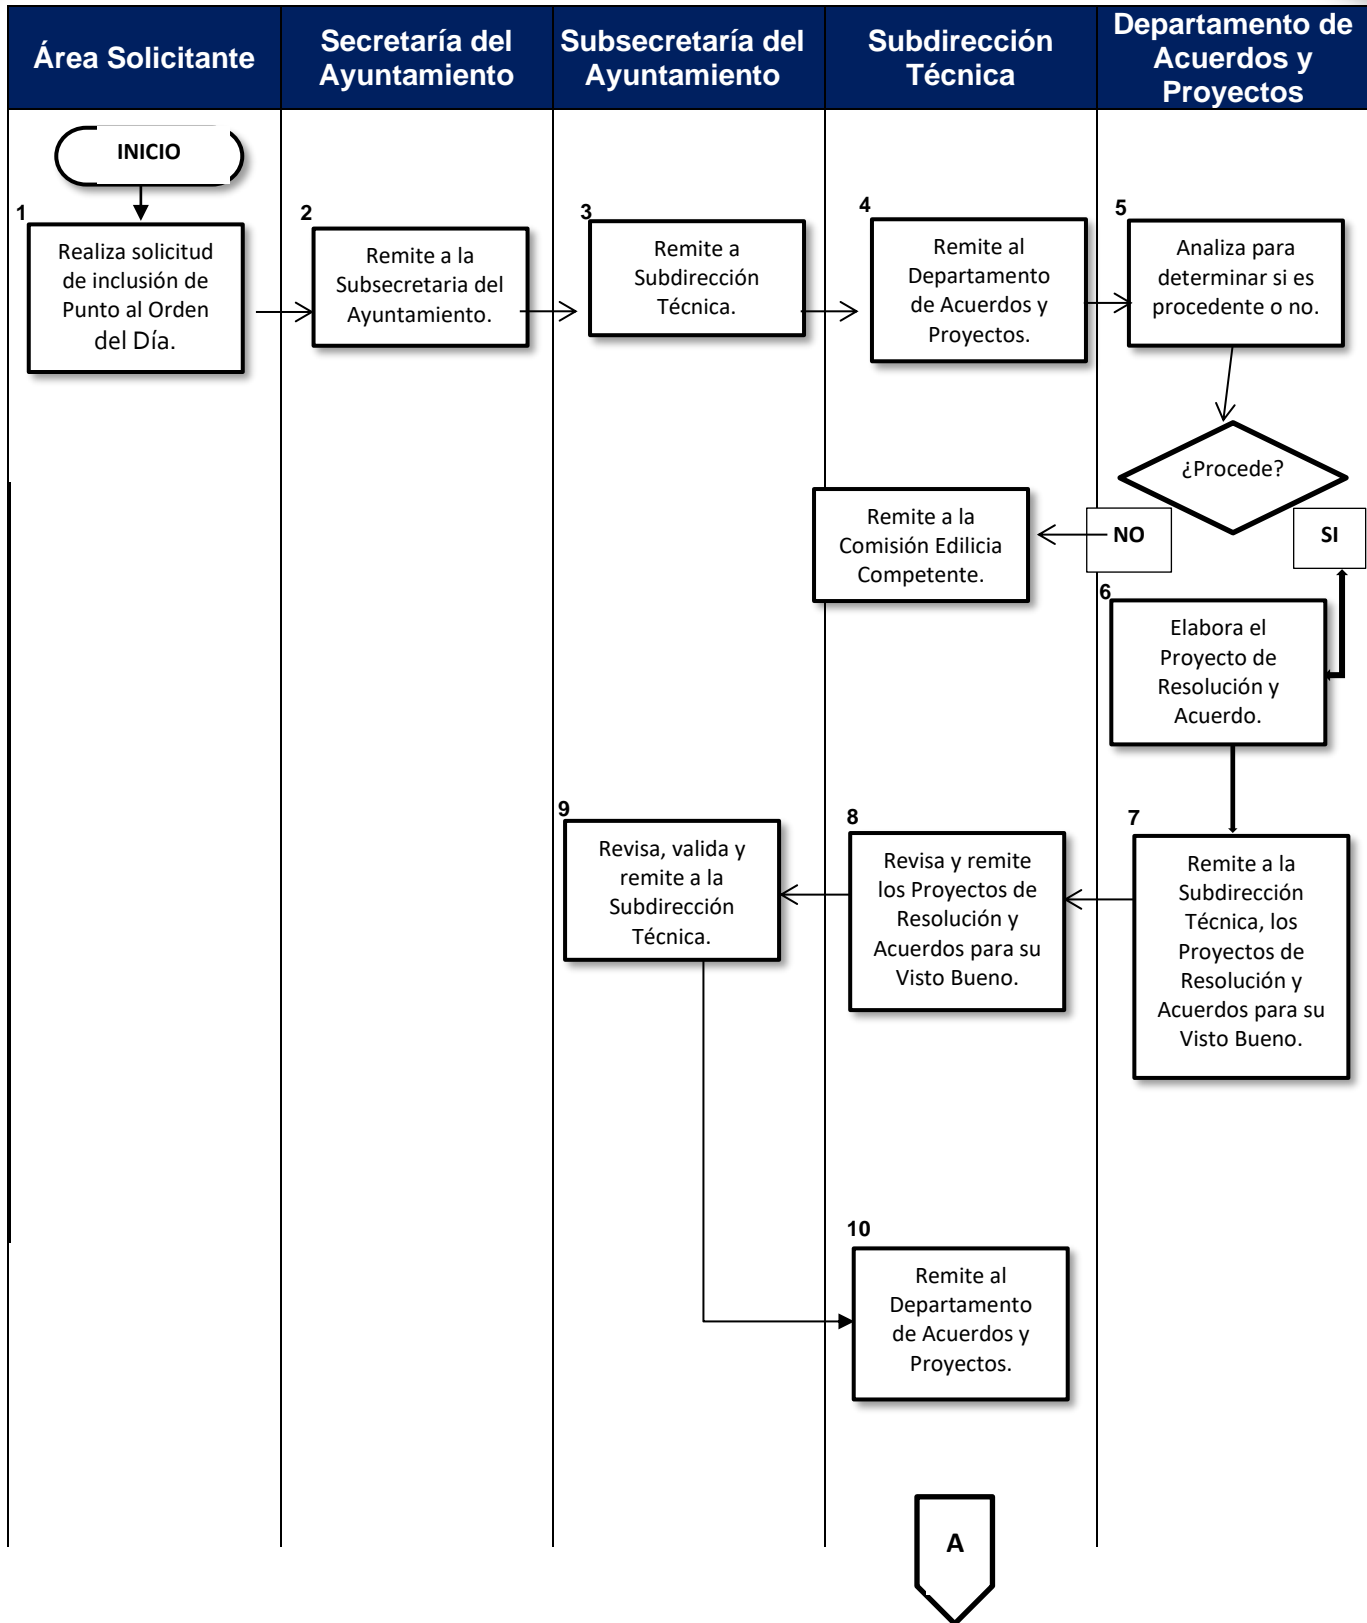 Área Solicitante
Secretaría del
Ayuntamiento
Subsecretaría del
Ayuntamiento
Subdirección
Técnica
Departamento de
Acuerdos y
Proyectos
INICIO
1
Realiza solicitud
de inclusión de
Punto al Orden
del Día.
2
Remite a la
Subsecretaria del
Ayuntamiento.
3
Remite a
Subdirección
Técnica.
4
Remite al
Departamento
de Acuerdos y
Proyectos.
5
Analiza para
determinar si es
procedente o no.
¿Procede?
NO
SI
Remite a la
Comisión Edilicia
Competente.
6
Elabora el
Proyecto de
Resolución y
Acuerdo.
7
Remite a la
Subdirección
Técnica, los
Proyectos de
Resolución y
Acuerdos para su
Visto Bueno.
8
Revisa y remite
los Proyectos de
Resolución y
Acuerdos para su
Visto Bueno.
9
Revisa, valida y
remite a la
Subdirección
Técnica.
10
Remite al
Departamento
de Acuerdos y
Proyectos.
A